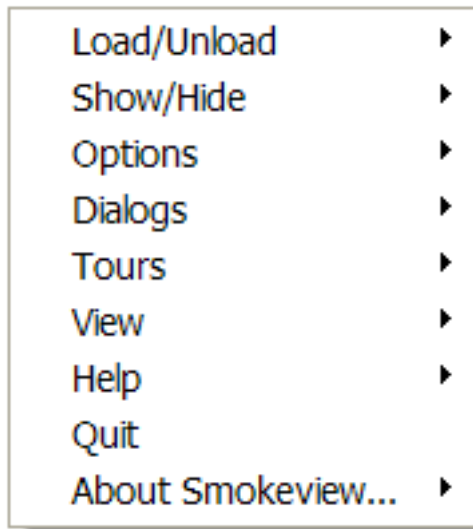 Load/Unload
Show/Hide
Options
Dialogs
Tours
View
Help
Quit
About Smokeview...